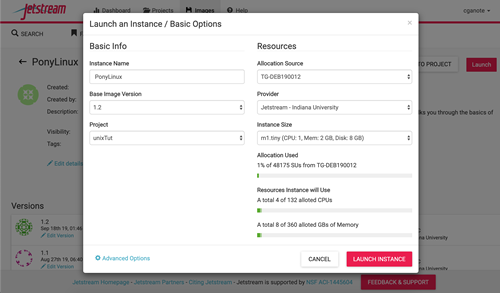 Jetstream
Dashboard
Projects
Images
Help
cganote
SEARCH
Launch an Instance / Basic Options
×
PonyLinux
TO PROJECT
Launch
Basic Info
Resources
Instance Name
Allocation Source
PonyLinux
TG-DEB190012
Created:
Created by:
Description:
Base Image Version
Provider
1.2
Jetstream - Indiana University
ks you through the basics of
Visibility:
Tags:
Project
Instance Size
unixTut
m1.tiny (CPU: 1, Mem: 2 GB, Disk: 8 GB)
Edit details
Allocation Used
1% of 48175 SUs from TG-DEB190012
Resources Instance will Use
A total 4 of 132 alloted CPUs
A total 8 of 360 alloted GBs of Memory
Versions
1.2
Sep 18th 19, 01:46
Edit Version
Indiana University
1.1
Aug 27th 19, 06:40
Edit Version
Indiana University
Advanced Options
CANCEL
LAUNCH INSTANCE
Jetstream Homepage - Jetstream Partners - Citing Jetstream - Jetstream is supported by NSF ACI-1445604
FEEDBACK & SUPPORT